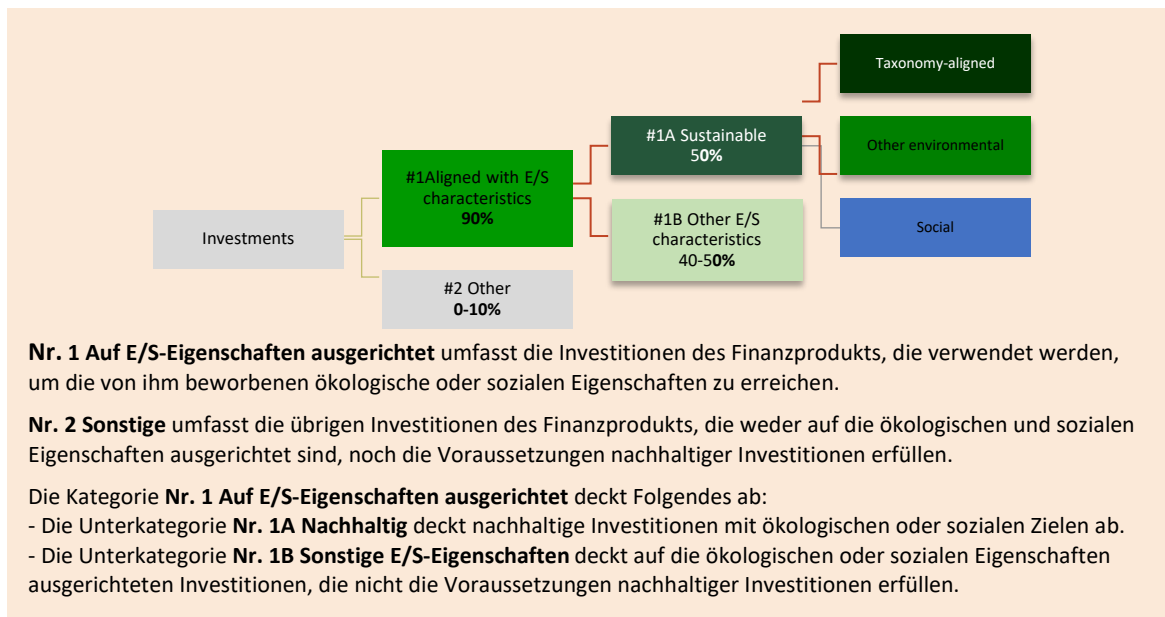 Taxonomy-aligned
#1A Sustainable
50%
Other environmental
#1Aligned with E/S
characteristics
90%
#1B Other E/S
characteristics
40-50%
Social
Investments
#2 Other
0-10%
Nr. 1 Auf E/S-Eigenschaften ausgerichtet umfasst die Investitionen des Finanzprodukts, die verwendet werden,
um die von ihm beworbenen ökologische oder sozialen Eigenschaften zu erreichen.
Nr. 2 Sonstige umfasst die übrigen Investitionen des Finanzprodukts, die weder auf die ökologischen und sozialen
Eigenschaften ausgerichtet sind, noch die Voraussetzungen nachhaltiger Investitionen erfüllen.
Die Kategorie Nr. 1 Auf E/S-Eigenschaften ausgerichtet deckt Folgendes ab:
- Die Unterkategorie Nr. 1A Nachhaltig deckt nachhaltige Investitionen mit ökologischen oder sozialen Zielen ab.
- Die Unterkategorie Nr. 1B Sonstige E/S-Eigenschaften deckt auf die ökologischen oder sozialen Eigenschaften
ausgerichteten Investitionen, die nicht die Voraussetzungen nachhaltiger Investitionen erfüllen.